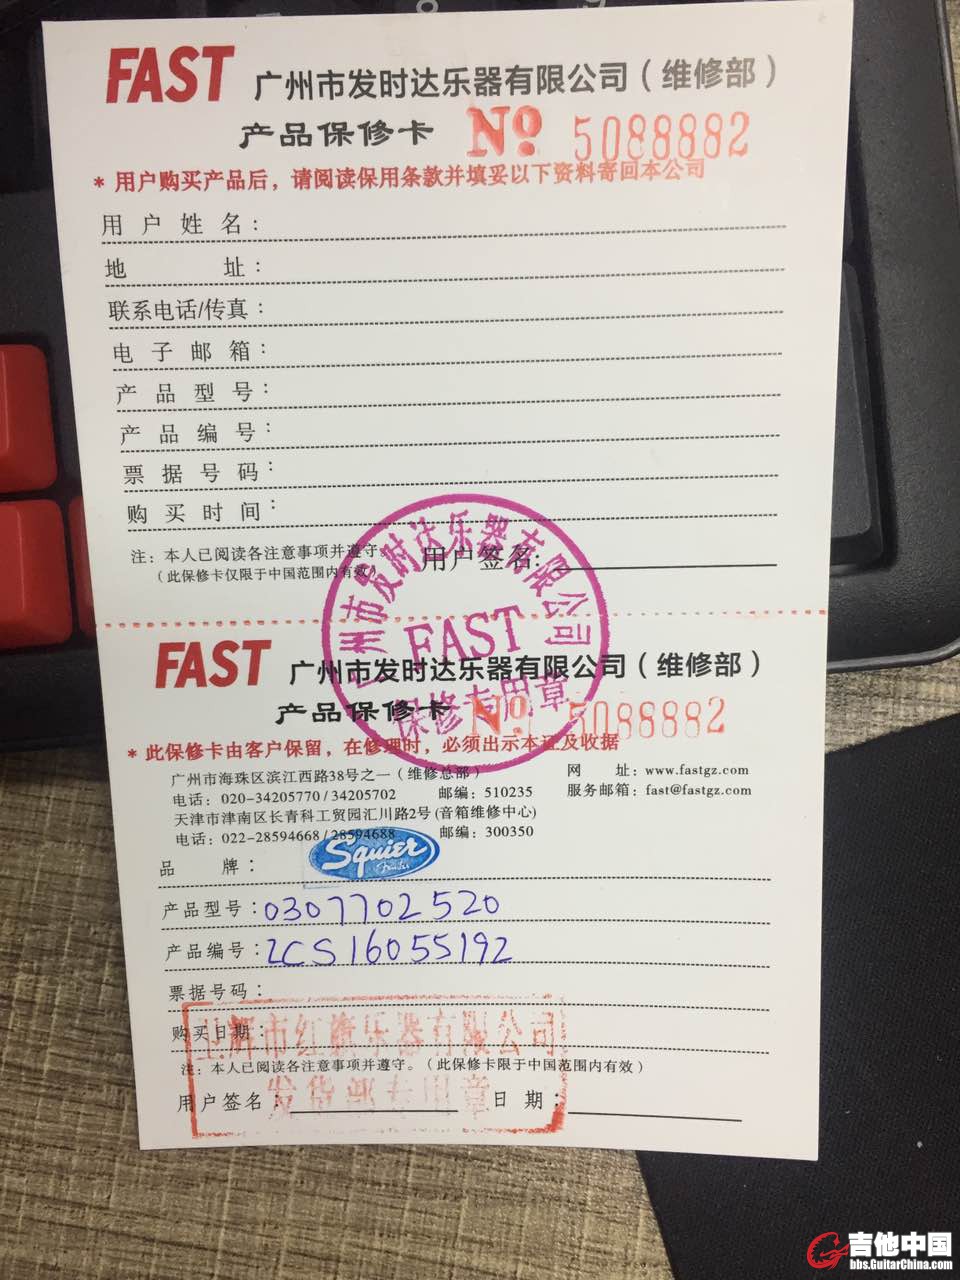 FAST 广州市发时达乐器有限公司（维修部）
产品保修卡 No 5088882
* 用户购买产品后，请阅读保用条款并填妥以下资料寄回本公司
用户姓名：
地址：
联系电话/传真：
电子邮箱：
产品型号：
产品编号：
票据号码：
购买时间：
注：本人已阅读各注意事项并遵守。 用户签名：
（此保修卡仅限于中国范围内有效）
广州市发时达乐器有限公司
FAST
保修专用章
FAST 广州市发时达乐器有限公司（维修部）
产品保修卡 No. 5088882
* 此保修卡由客户保留，在修理时，必须出示本证及收据
广州市海珠区滨江西路38号之一（维修总部） 网址：www.fastgz.com
电话：020-34205770/34205702 邮编：510235 服务邮箱：fast@fastgz.com
天津市津南区长青科工贸园汇川路2号(音箱维修中心)
电话：022-28594668/28594688 邮编：300350
品牌： Squier Fender
产品型号：0307702520
产品编号：ICS16055192
票据号码：
购买日期：
卫辉市红旗乐器有限公司
注：本人已阅读各注意事项并遵守。（此保修卡限于中国范围内有效）
发货部专用章
用户签名： 日期：
吉他中国
bbs.GuitarChina.com